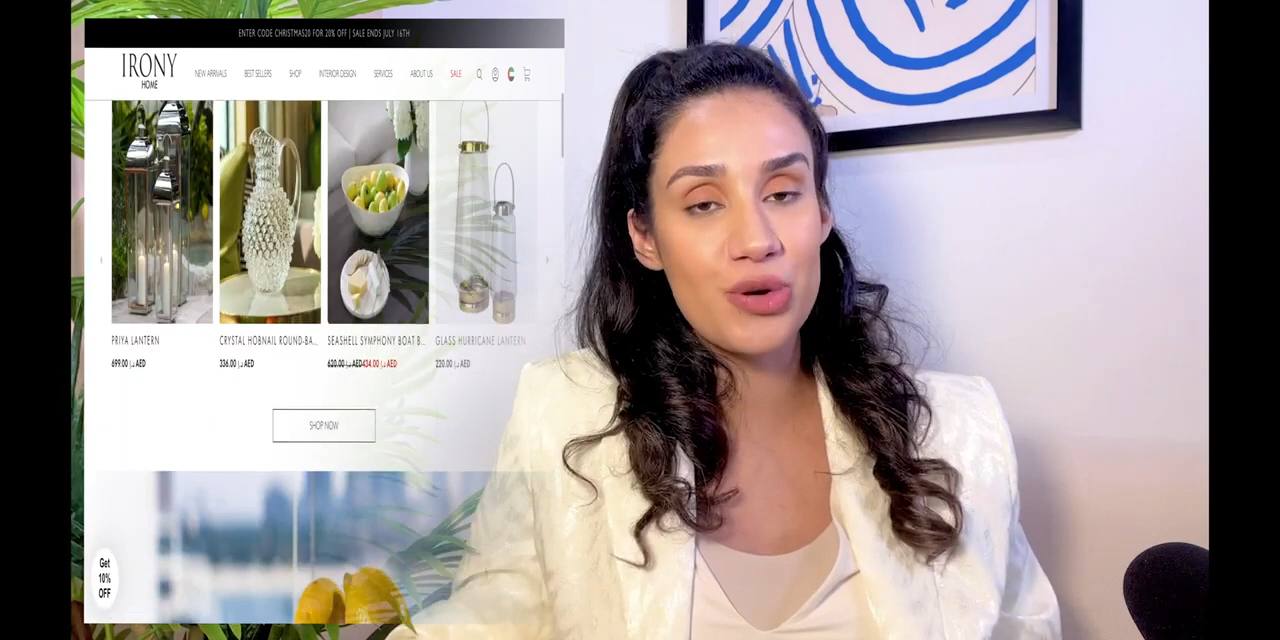 ENTER CODE CHRISTMAS20 FOR 20% OFF | SALE ENDS JULY 16TH
IRONY
HOME
NEW ARRIVALS BEST SELLERS SHOP INTERIOR DESIGN SERVICES ABOUT US SALE
PRIYA LANTERN CRYSTAL HOBNAIL ROUND-BA... SEASHELL SYMPHONY BOAT B... GLASS HURRICANE LANTERN
699.00 د.إ AED 336.00 د.إ AED 620.00 د.إ AED 434.00 د.إ AED 220.00 د.إ AED
SHOP NOW
Get
10%
OFF